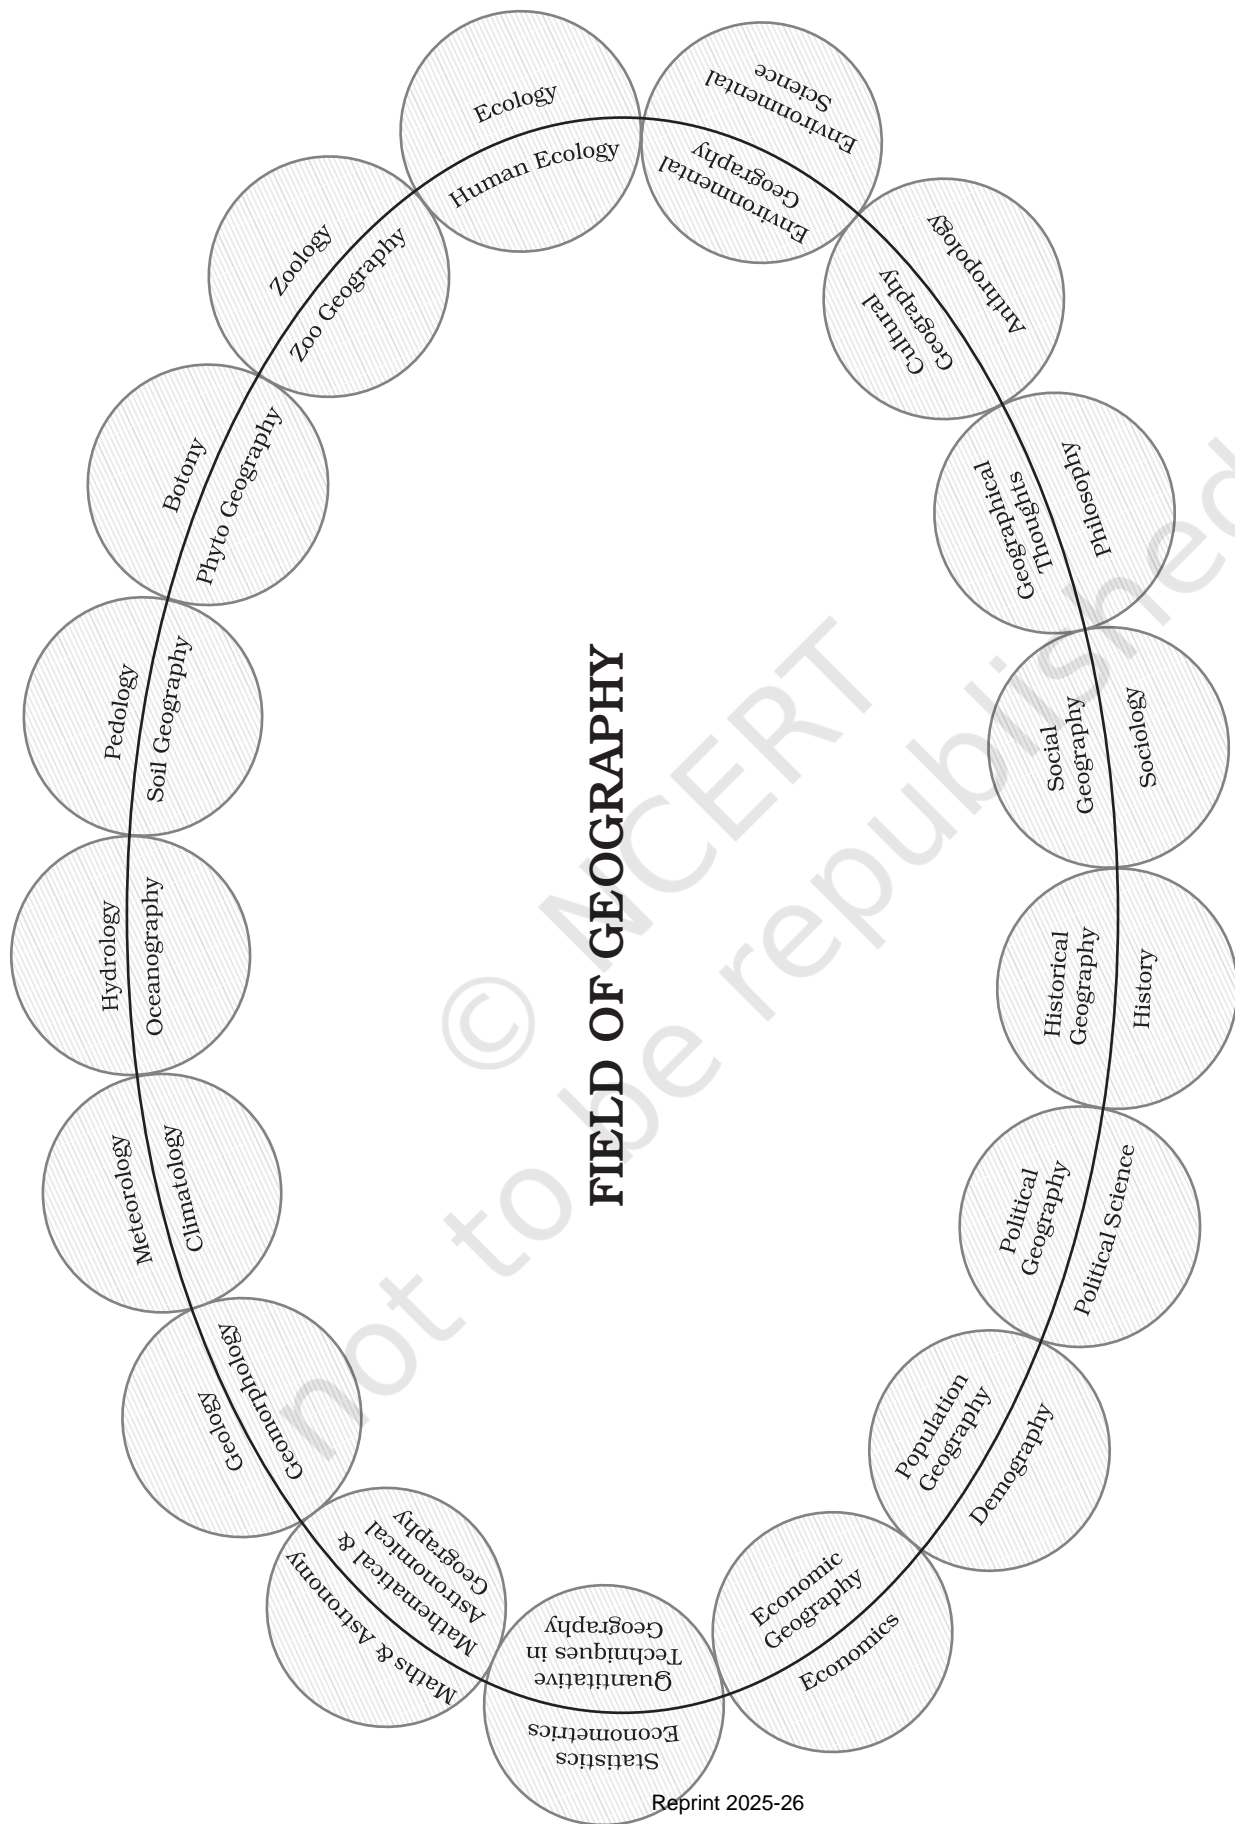 FIELD OF GEOGRAPHY
Ecology
Human Ecology
Environmental
Science
Environmental
Geography
Anthropology
Cultural
Geography
Philosophy
Geographical
Thoughts
Sociology
Social
Geography
History
Historical
Geography
Political Science
Political
Geography
Demography
Population
Geography
Economics
Economic
Geography
Statistics
Econometrics
Quantitative
Techniques in
Geography
Maths & Astronomy
Mathematical &
Astronomical
Geography
Geology
Geomorphology
Meteorology
Climatology
Hydrology
Oceanography
Pedology
Soil Geography
Botony
Phyto Geography
Zoology
Zoo Geography
© NCERT
not to be republished
Reprint 2025-26